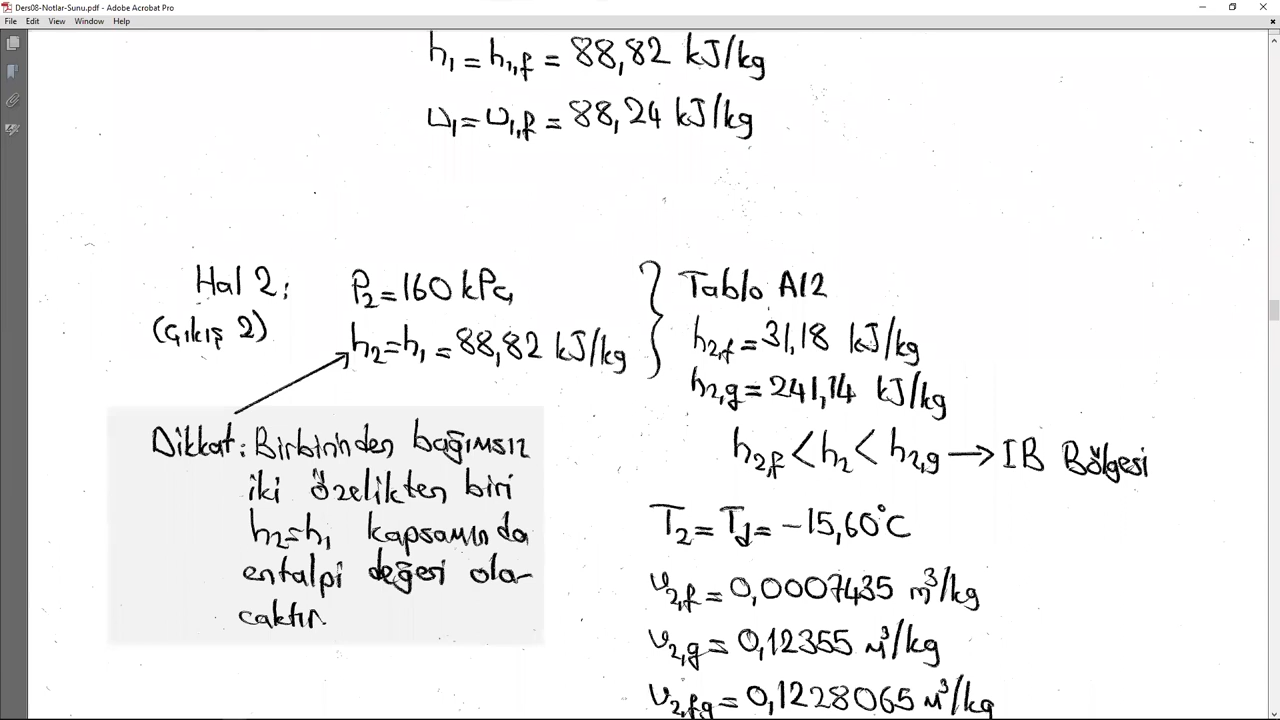 Ders08-Notlar-Sunu.pdf - Adobe Acrobat Pro
File Edit View Window Help
h₁ = h₁,f = 88,82 kJ/kg
u₁ = u₁,f = 88,24 kJ/kg
Hal 2:
(Çıkış 2)
P₂ = 160 kPa
h₂ = h₁ = 88,82 kJ/kg
Tablo A12
h₂,f = 31,18 kJ/kg
h₂,g = 241,14 kJ/kg
h₂,f < h₂ < h₂,g → IB Bölgesi
Dikkat: Birbirinden bağımsız
iki özelikten biri
h₂=h₁ kapsamında
entalpi değeri ola-
caktır
T₂ = Td = -15,60°C
v₂,f = 0,0007435 m³/kg
v₂,g = 0,12355 m³/kg
v₂,fg = 0,1228065 m³/kg